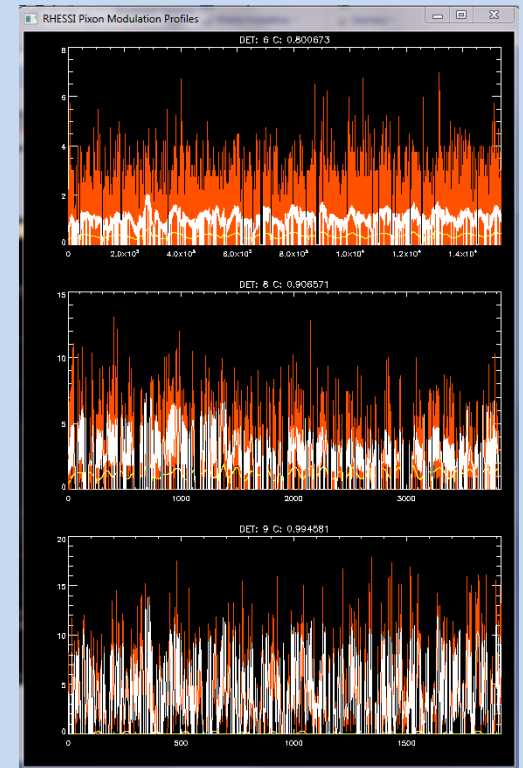 RHESSI Pixon Modulation Profiles
DET: 6 C: 0.800673
8
6
4
2
0
0 2.0×10³ 4.0×10³ 6.0×10³ 8.0×10³ 1.0×10⁴ 1.2×10⁴ 1.4×10⁴
DET: 8 C: 0.906571
15
10
5
0
0 1000 2000 3000
DET: 9 C: 0.994581
20
15
10
5
0
0 500 1000 1500